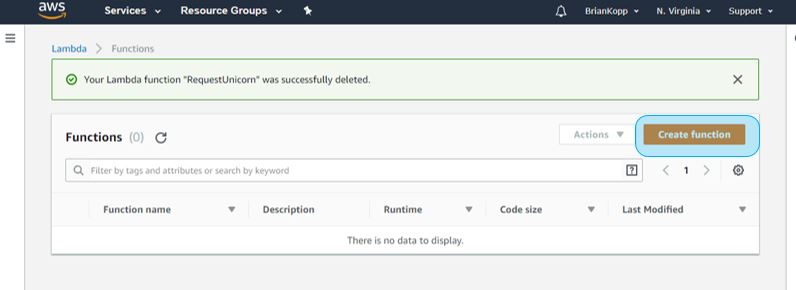 aws Services Resource Groups BrianKopp N. Virginia Support
Lambda > Functions
Your Lambda function "RequestUnicorn" was successfully deleted.
Functions (0) Actions Create function
Filter by tags and attributes or search by keyword ? < 1 >
Function name Description Runtime Code size Last Modified
There is no data to display.